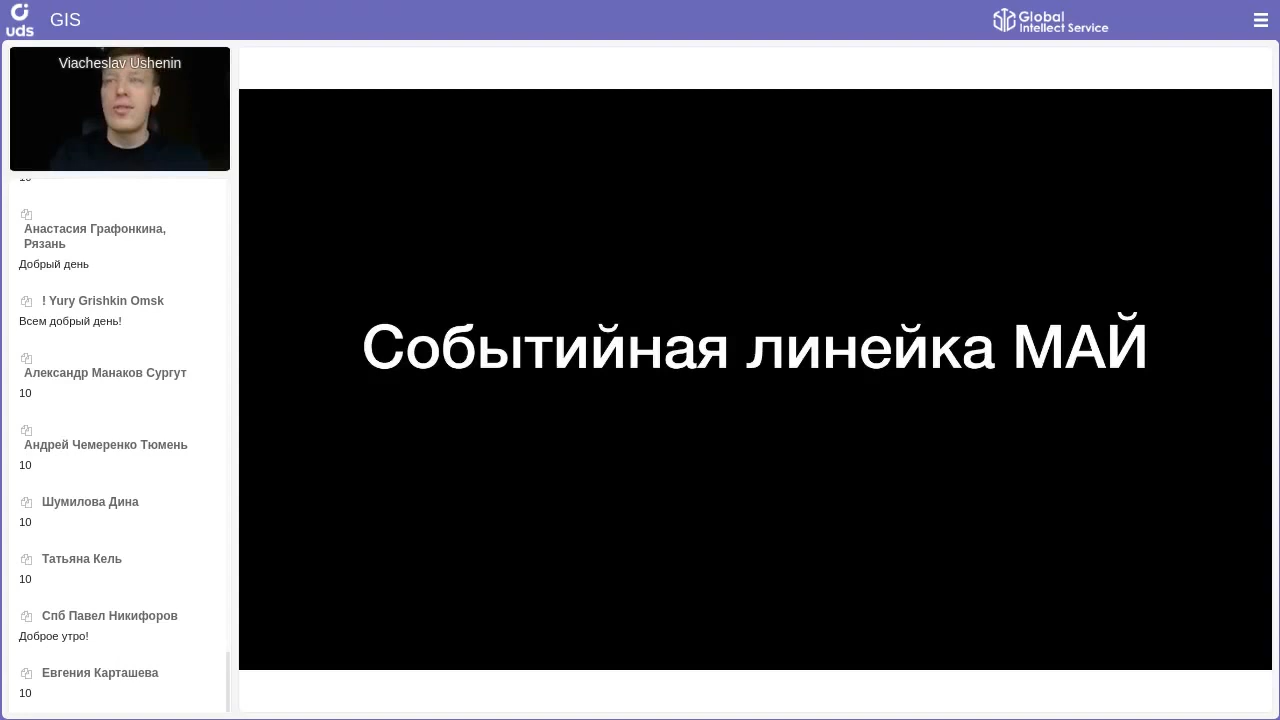 uds
GIS
Global
Intellect Service
Viacheslav Ushenin
Анастасия Графонкина,
Рязань
Добрый день
! Yury Grishkin Omsk
Всем добрый день!
Александр Манаков Сургут
10
Андрей Чемеренко Тюмень
10
Шумилова Дина
10
Татьяна Кель
10
Спб Павел Никифоров
Доброе утро!
Евгения Карташева
10
Событийная линейка МАЙ